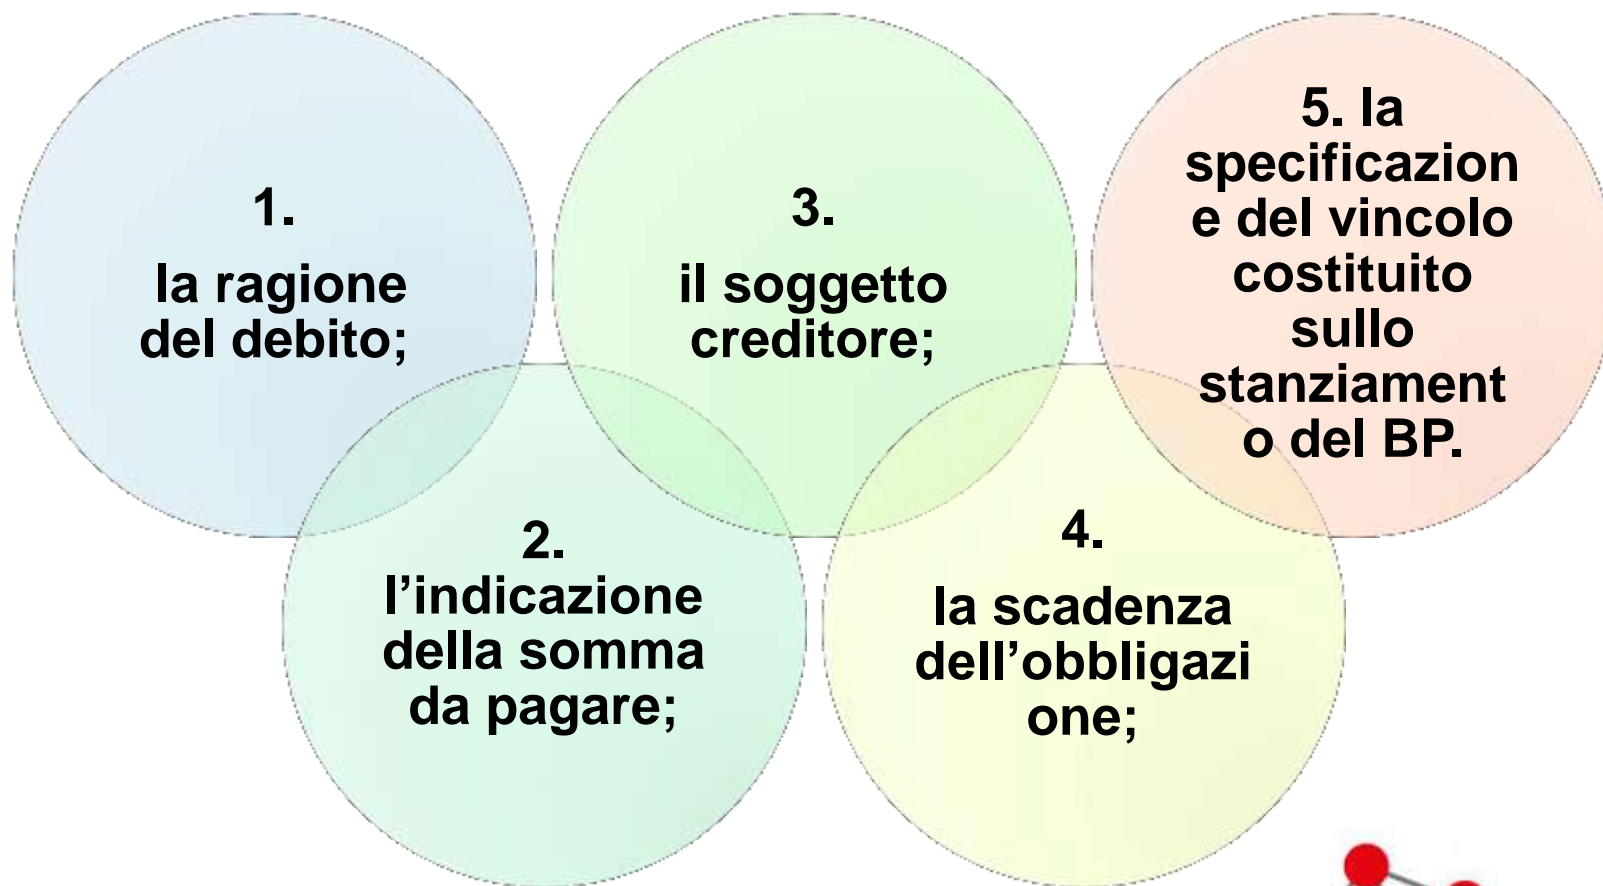 1.
la ragione
del debito;
2.
l’indicazione
della somma
da pagare;
3.
il soggetto
creditore;
4.
la scadenza
dell’obbligazi
one;
5. la
specificazion
e del vincolo
costituito
sullo
stanziament
o del BP.